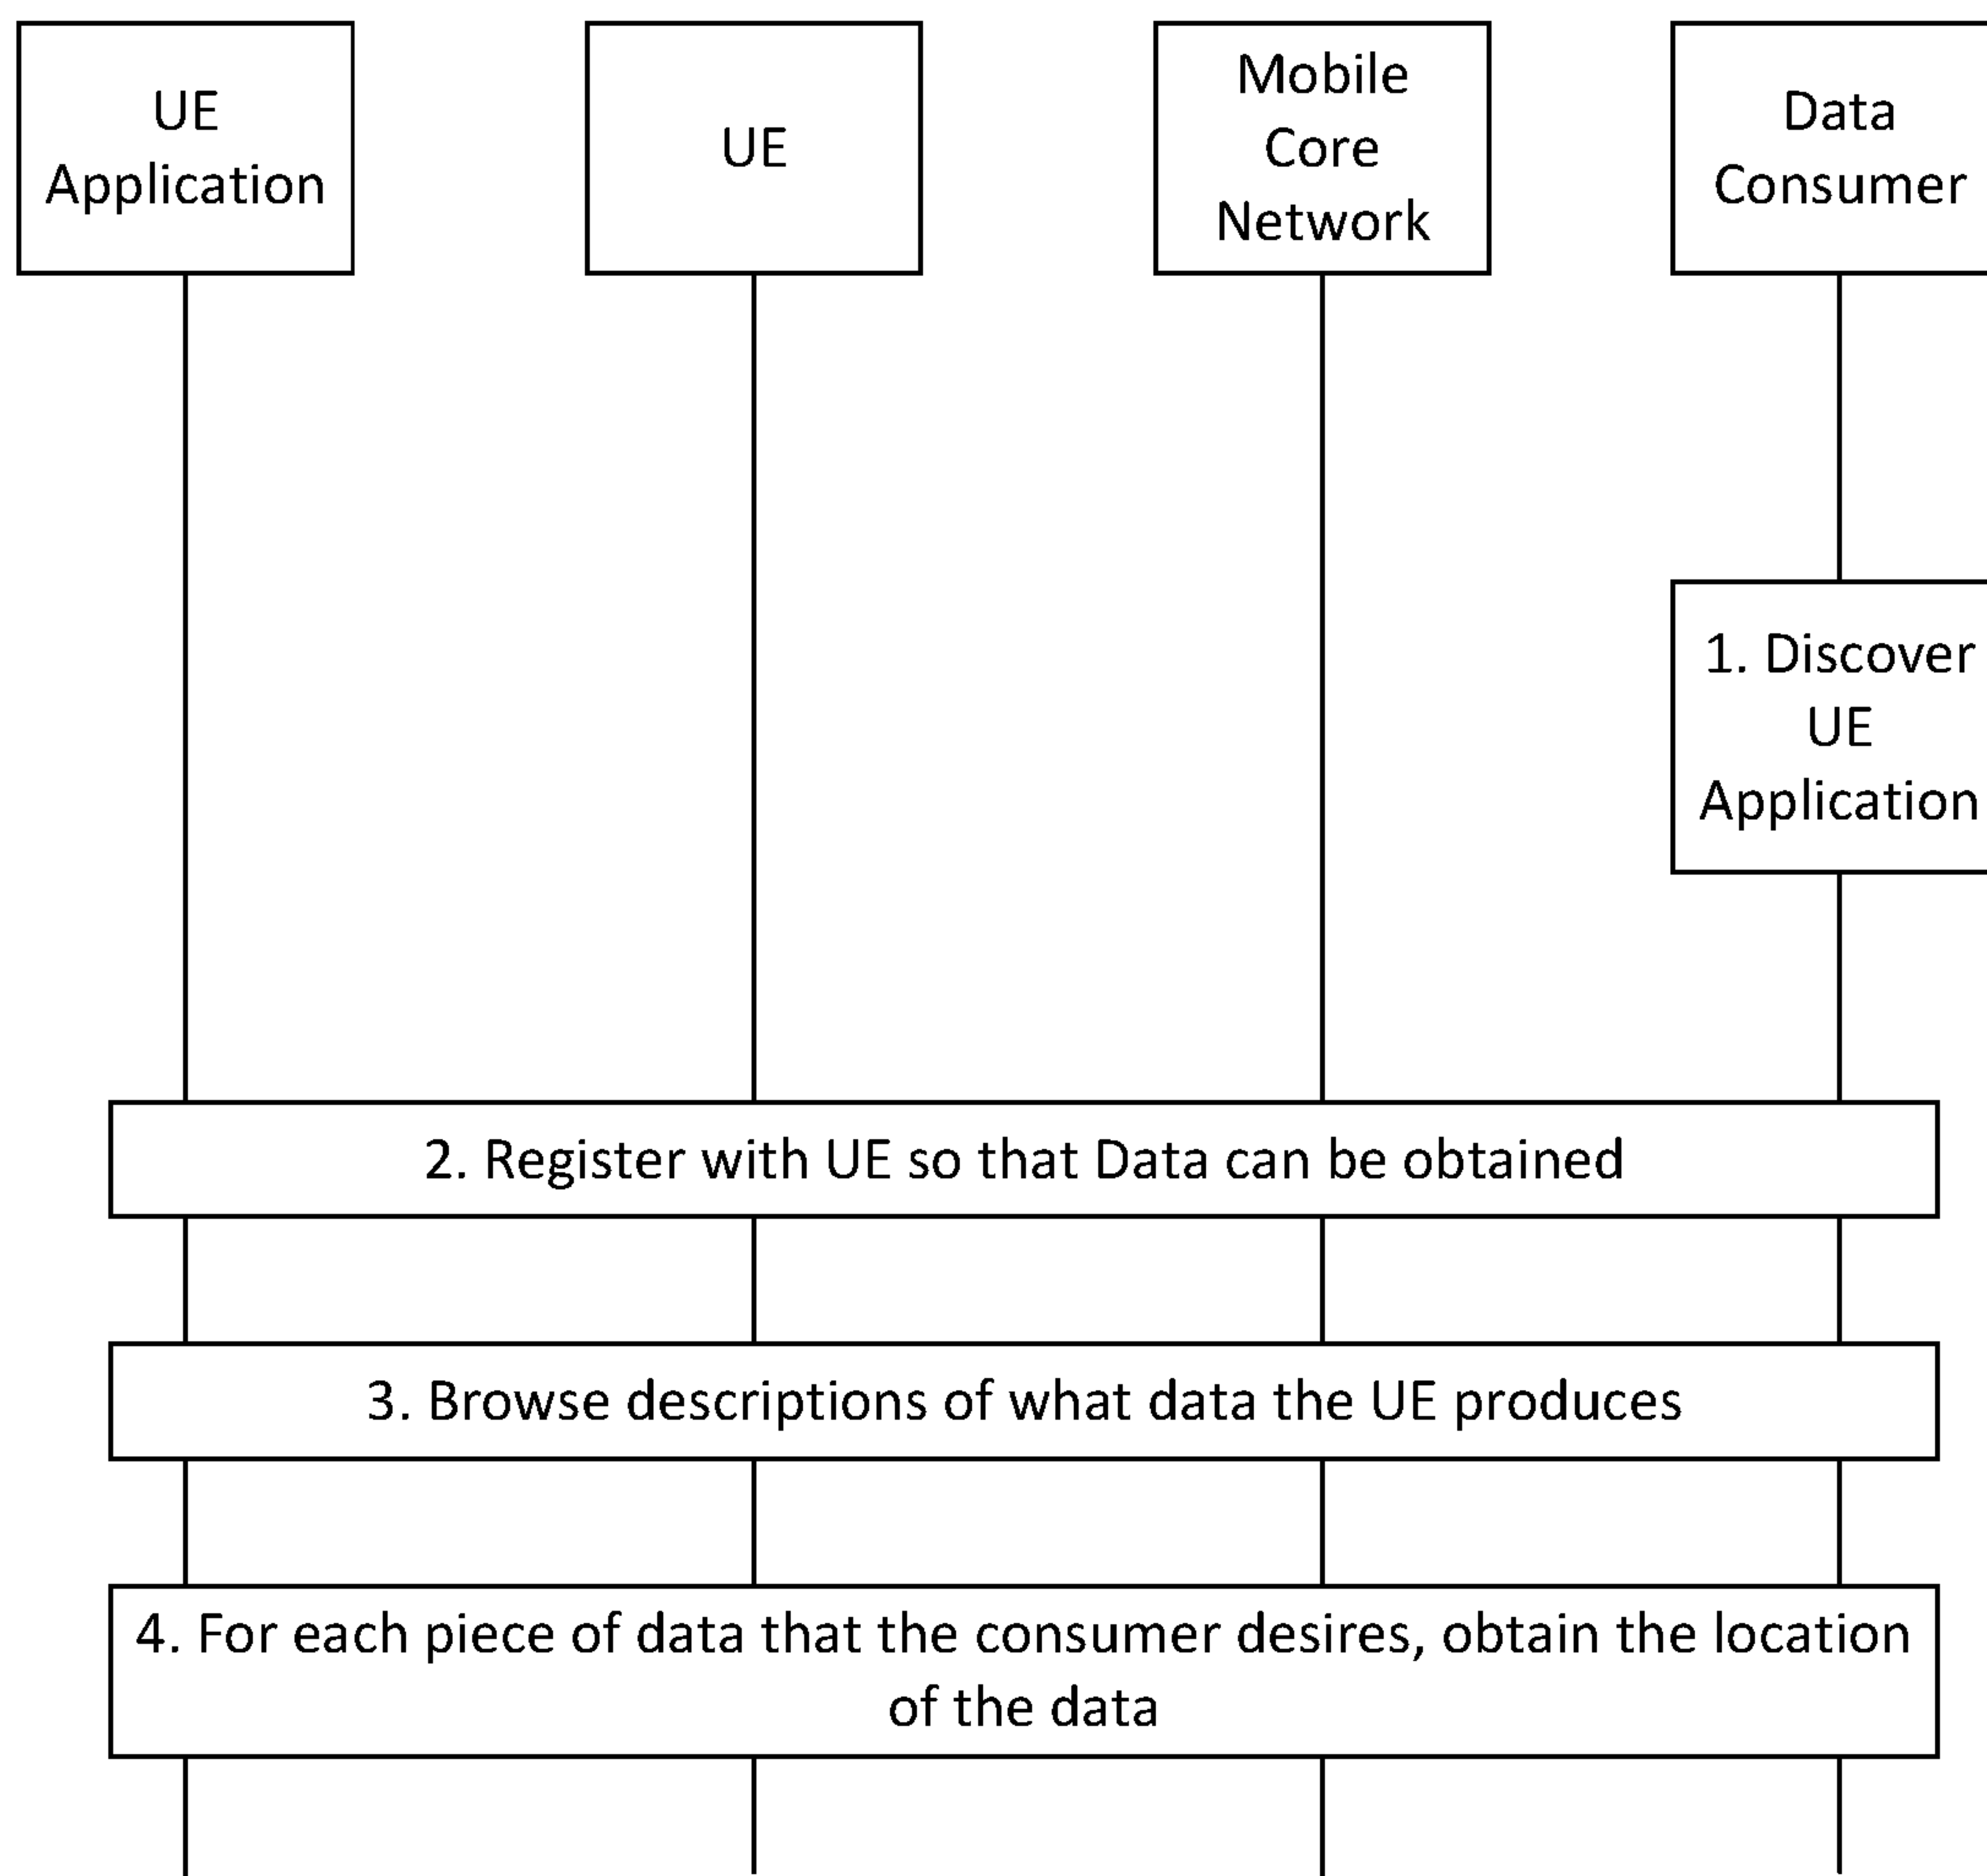 UE
Application
UE
Mobile
Core
Network
Data
Consumer
1. Discover
UE
Application
2. Register with UE so that Data can be obtained
3. Browse descriptions of what data the UE produces
4. For each piece of data that the consumer desires, obtain the location
of the data